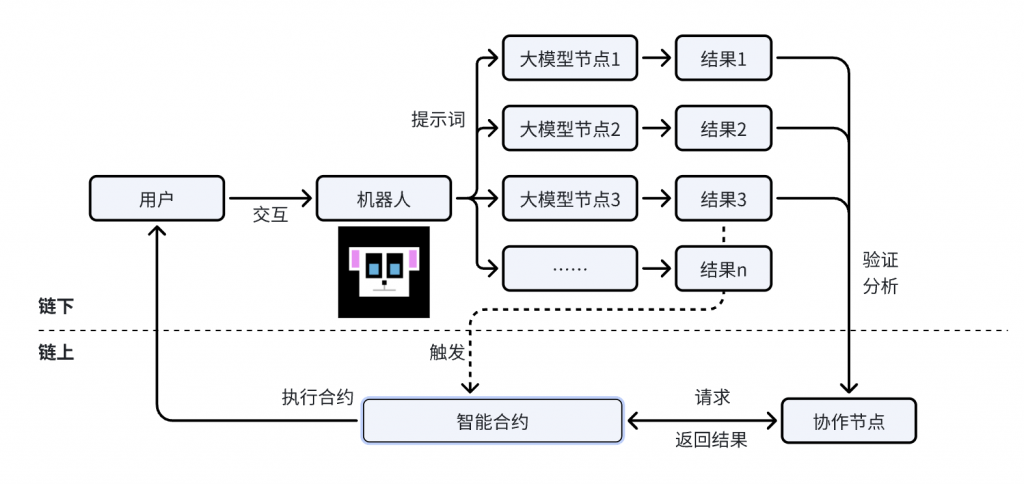 大模型节点1
结果1
提示词
大模型节点2
结果2
用户
交互
机器人
大模型节点3
结果3
……
结果n
验证
分析
链下
链上
触发
执行合约
智能合约
请求
返回结果
协作节点